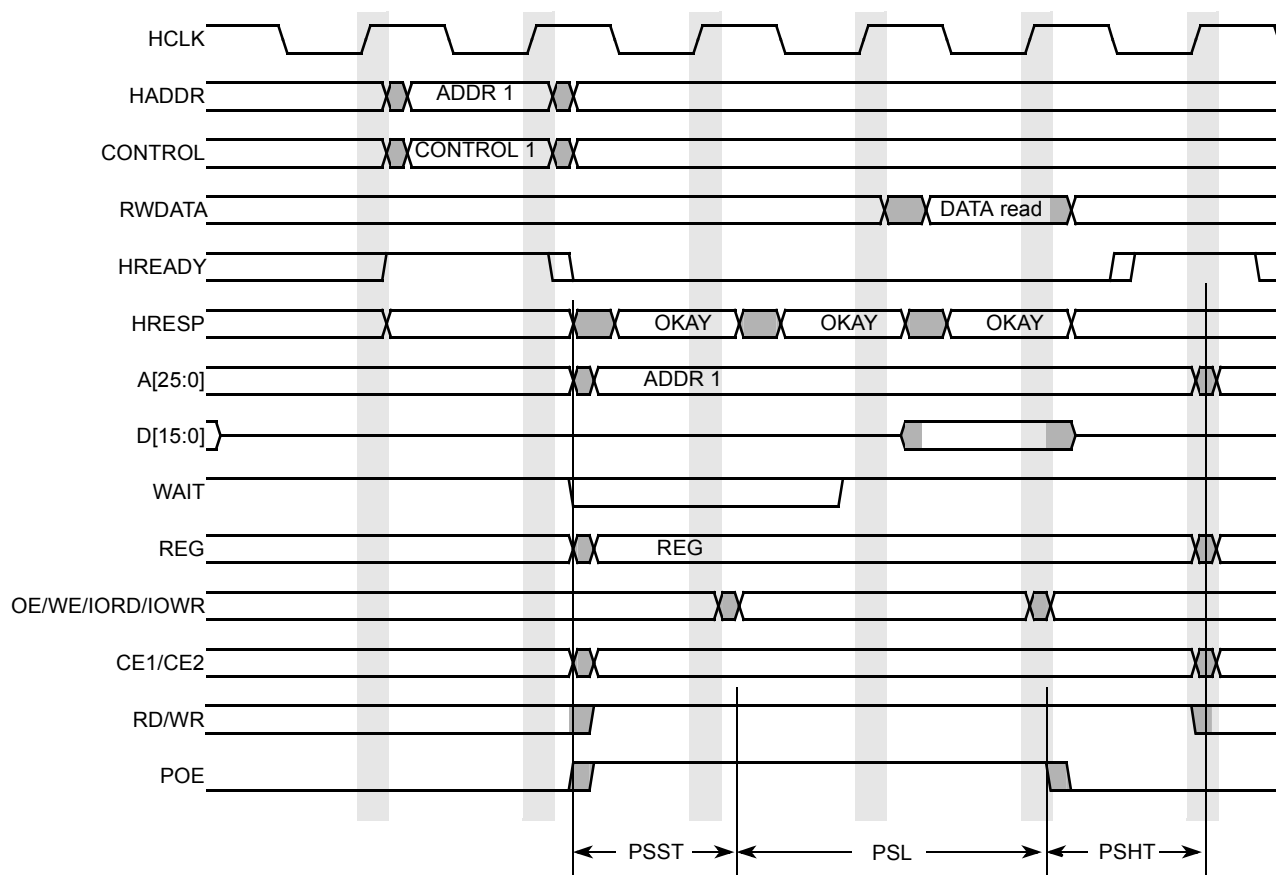 HCLK
HADDR ADDR 1
CONTROL CONTROL 1
RWDATA DATA read
HREADY
HRESP OKAY OKAY OKAY
A[25:0] ADDR 1
D[15:0]
WAIT
REG REG
OE/WE/IORD/IOWR
CE1/CE2
RD/WR
POE
PSST PSL PSHT